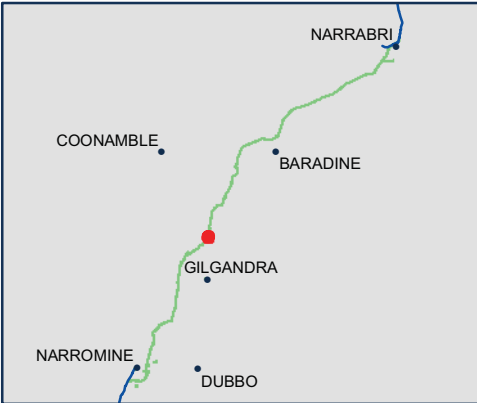 NARRABRI
COONAMBLE
BARADINE
GILGANDRA
NARROMINE
DUBBO